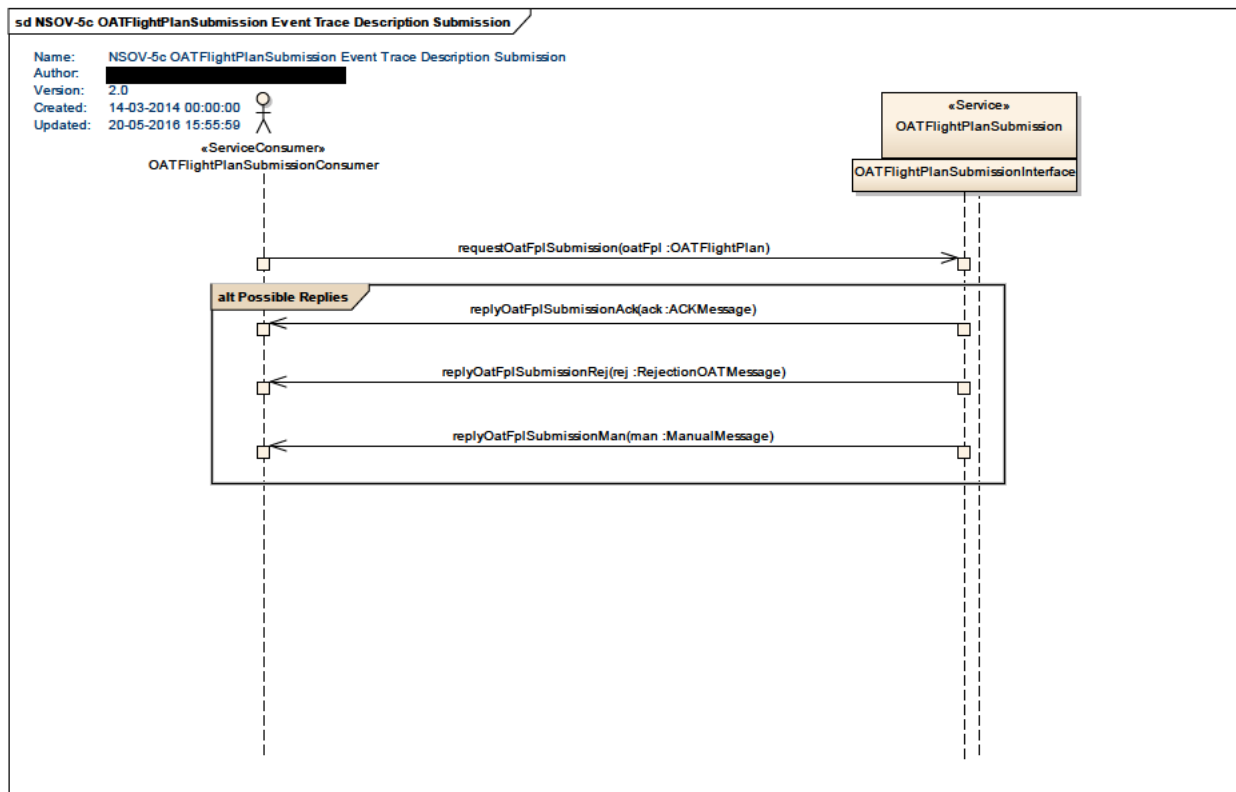 sd NSOV-5c OATFlightPlanSubmission Event Trace Description Submission
Name: NSOV-5c OATFlightPlanSubmission Event Trace Description Submission
Author:
Version: 2.0
Created: 14-03-2014 00:00:00
Updated: 20-05-2016 15:55:59
«ServiceConsumer»
OATFlightPlanSubmissionConsumer
«Service»
OATFlightPlanSubmission
OATFlightPlanSubmissionInterface
requestOatFplSubmission(oatFpl :OATFlightPlan)
alt Possible Replies
replyOatFplSubmissionAck(ack :ACKMessage)
replyOatFplSubmissionRej(rej :RejectionOATMessage)
replyOatFplSubmissionMan(man :ManualMessage)